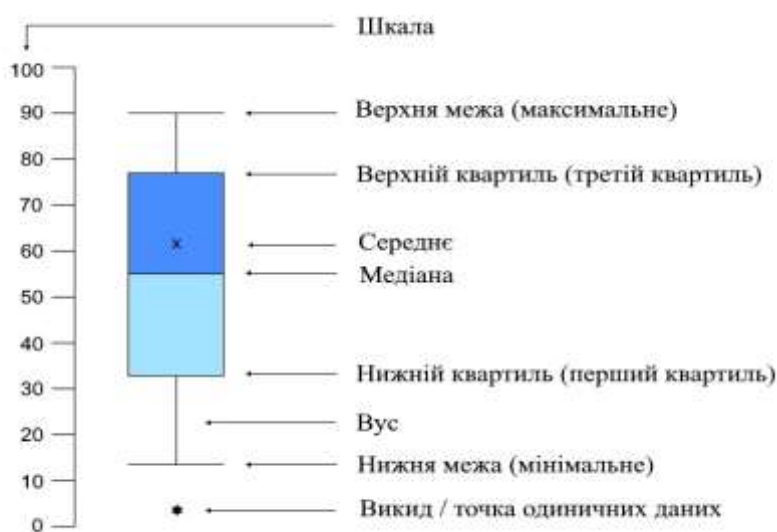 Шкала
100
90
Верхня межа (максимальне)
80
Верхній квартиль (третій квартиль)
70
60
Середнє
Медіана
50
40
Нижній квартиль (перший квартиль)
30
Вус
20
Нижня межа (мінімальне)
10
Викид / точка одиничних даних
0
x